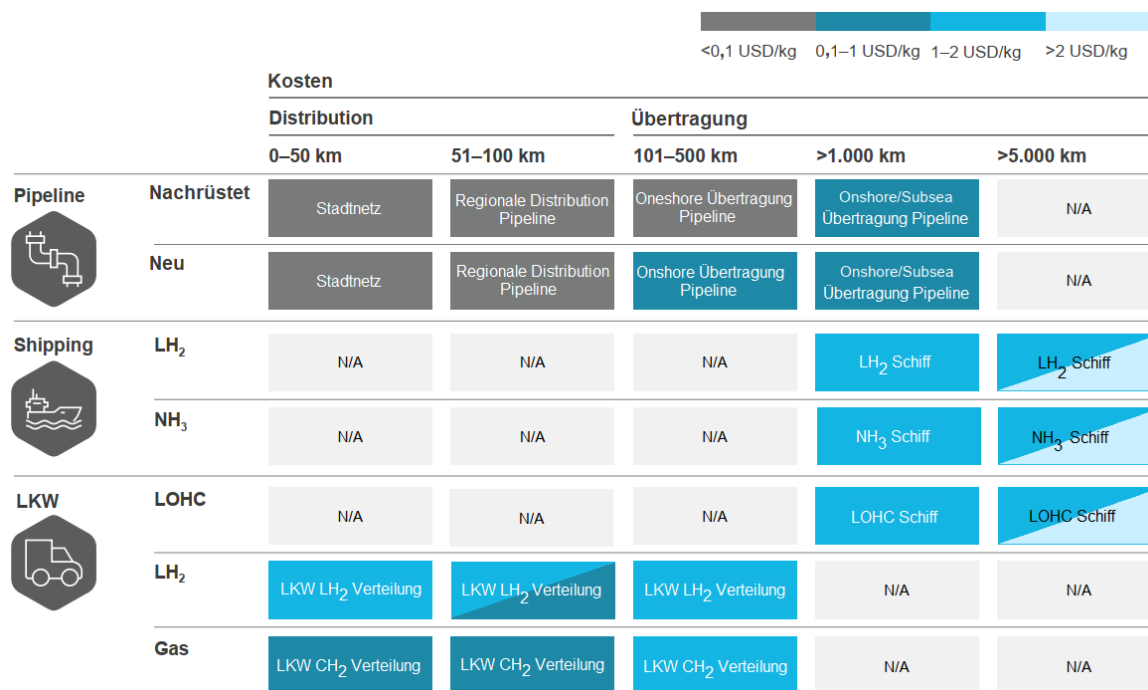 <0,1 USD/kg 0,1–1 USD/kg 1–2 USD/kg >2 USD/kg
Kosten
Distribution Übertragung
0–50 km 51–100 km 101–500 km >1.000 km >5.000 km
Pipeline
Nachrüstet
Stadtnetz
Regionale Distribution
Pipeline
Oneshore Übertragung
Pipeline
Onshore/Subsea
Übertragung Pipeline
N/A
Neu
Stadtnetz
Regionale Distribution
Pipeline
Onshore Übertragung
Pipeline
Onshore/Subsea
Übertragung Pipeline
N/A
Shipping
LH₂
N/A
N/A
N/A
LH₂ Schiff
LH₂ Schiff
NH₃
N/A
N/A
N/A
NH₃ Schiff
NH₃ Schiff
LKW
LOHC
N/A
N/A
N/A
LOHC Schiff
LOHC Schiff
LH₂
LKW LH₂ Verteilung
LKW LH₂ Verteilung
LKW LH₂ Verteilung
N/A
N/A
Gas
LKW CH₂ Verteilung
LKW CH₂ Verteilung
LKW CH₂ Verteilung
N/A
N/A